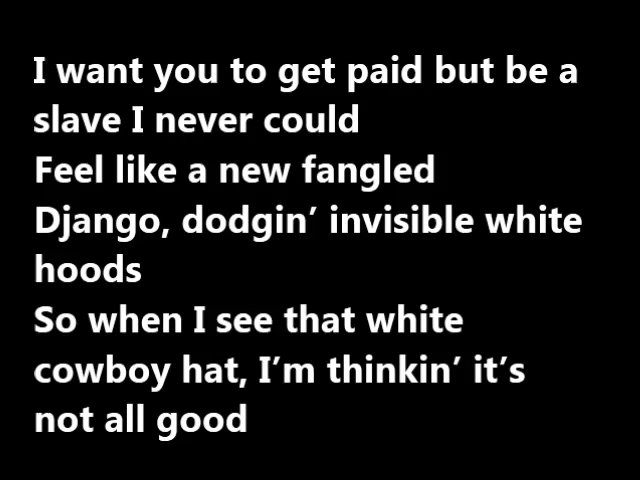 I want you to get paid but be a
slave I never could
Feel like a new fangled
Django, dodgin’ invisible white
hoods
So when I see that white
cowboy hat, I’m thinkin’ it’s
not all good